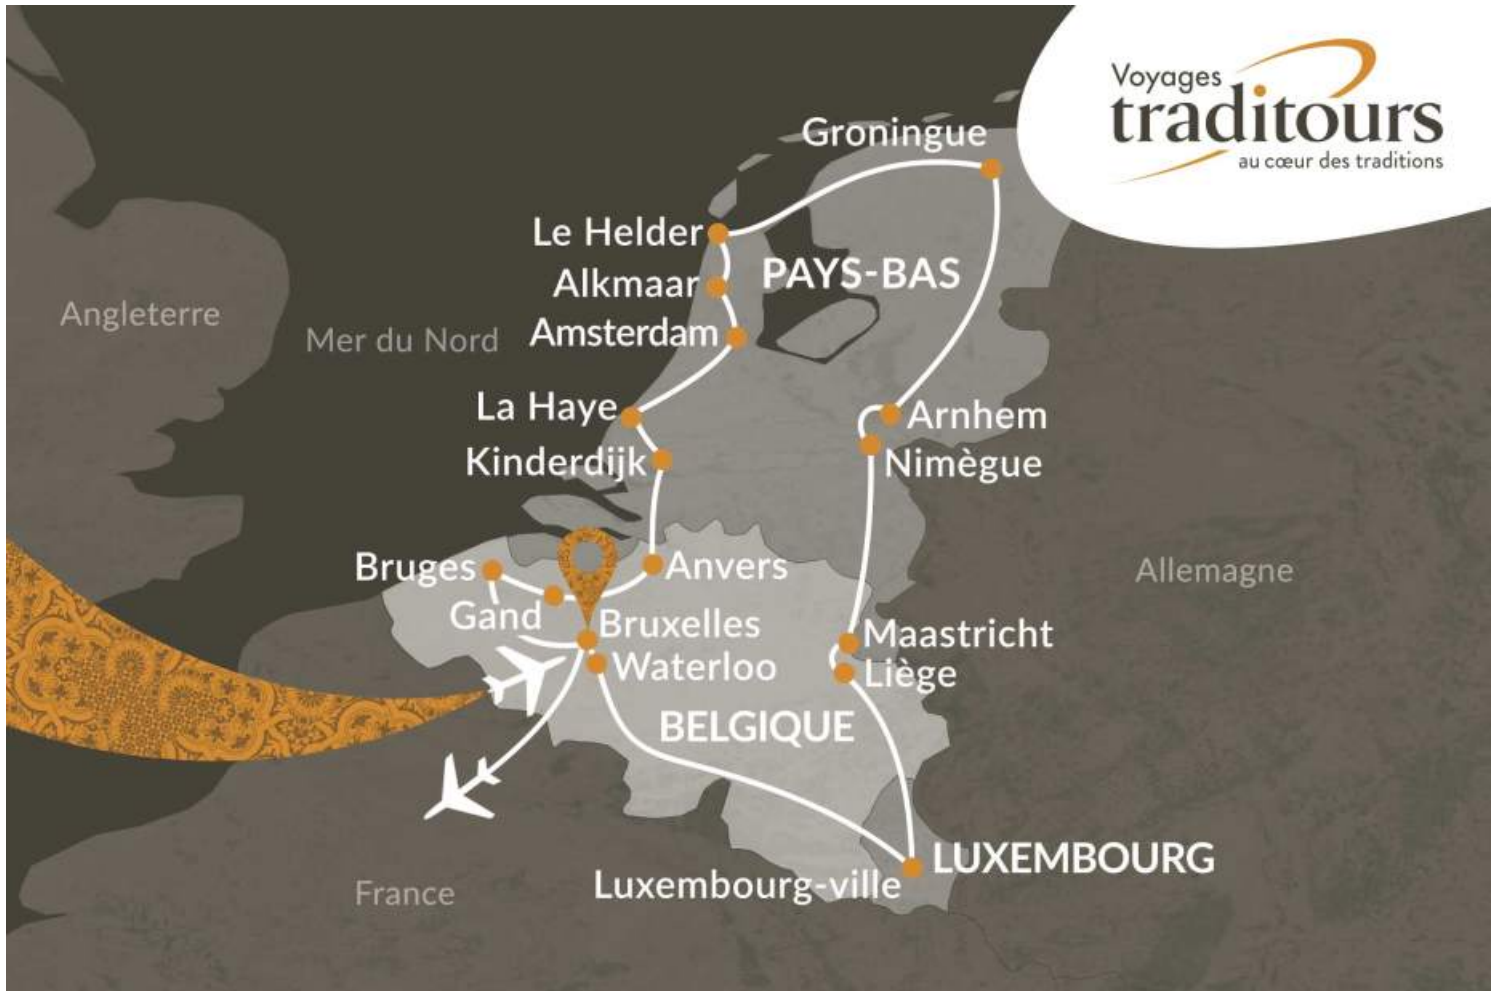 Voyages
traditours
au cœur des traditions
Groningue
Le Helder
PAYS-BAS
Alkmaar
Angleterre
Mer du Nord
Amsterdam
La Haye
Arnhem
Kinderdijk
Nimègue
Bruges
Anvers
Allemagne
Gand
Bruxelles
Maastricht
Waterloo
Liège
BELGIQUE
LUXEMBOURG
Luxembourg-ville
France